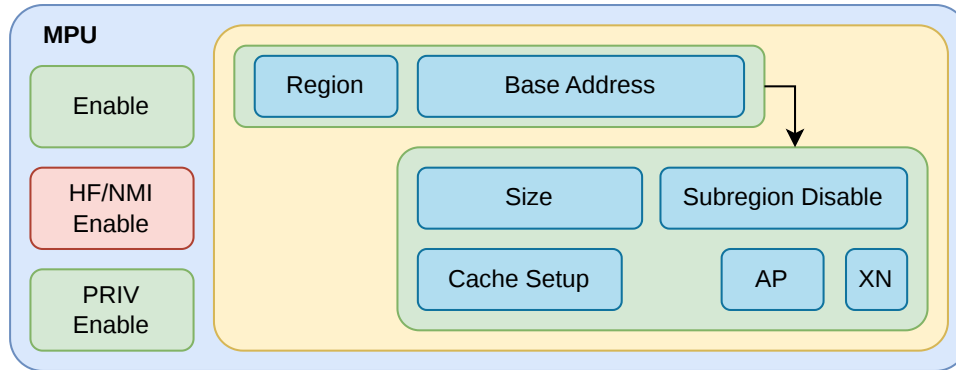 MPU
Enable
HF/NMI
Enable
PRIV
Enable
Region
Base Address
Size
Subregion Disable
Cache Setup
AP
XN